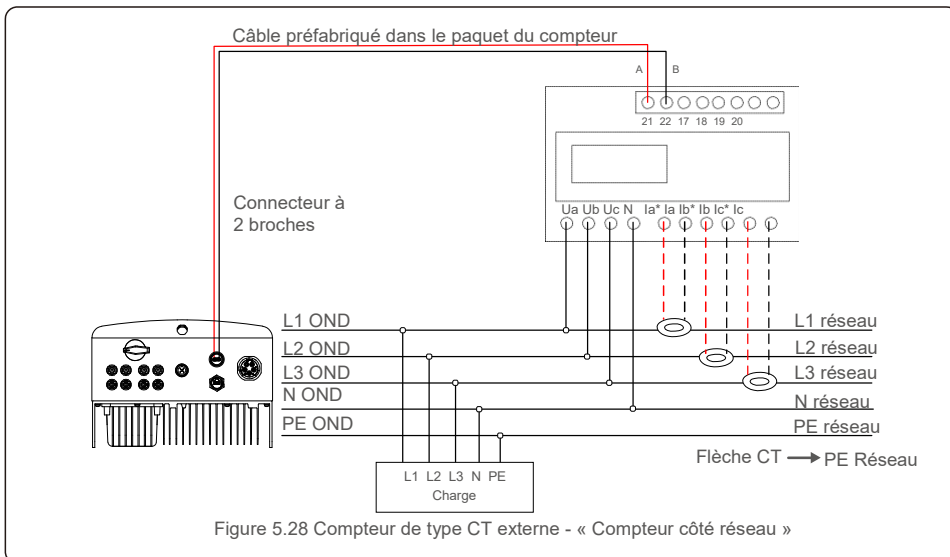 Câble préfabriqué dans le paquet du compteur
A B
21 22 17 18 19 20
Connecteur à
2 broches
Ua Ub Uc N Ia* Ia Ib* Ib Ic* Ic
L1 OND L1 réseau
L2 OND L2 réseau
L3 OND L3 réseau
N OND N réseau
PE OND PE réseau
Flèche CT PE Réseau
L1 L2 L3 N PE
Charge
Figure 5.28 Compteur de type CT externe - « Compteur côté réseau »